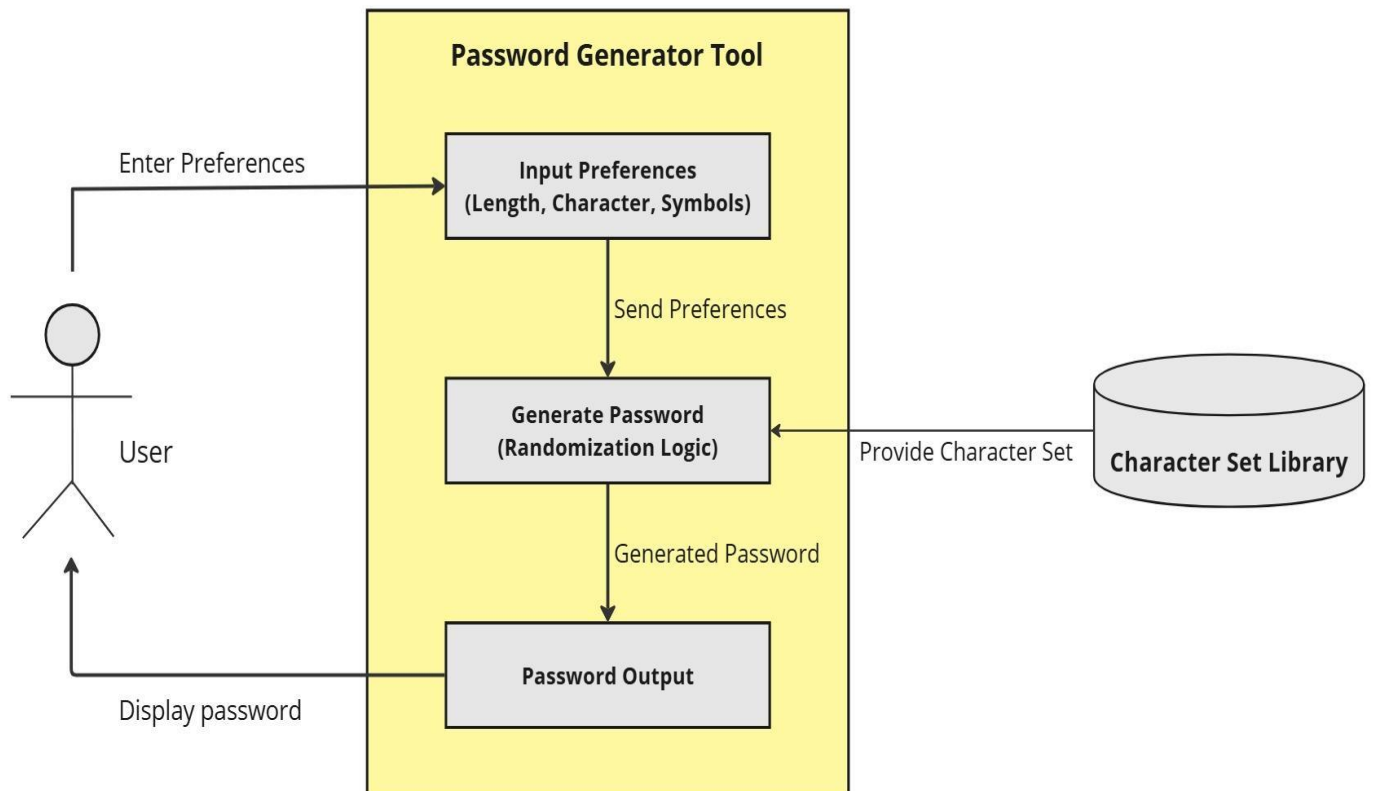 Password Generator Tool
Enter Preferences
Input Preferences
(Length, Character, Symbols)
Send Preferences
User
Generate Password
(Randomization Logic)
Provide Character Set
Character Set Library
Generated Password
Password Output
Display password